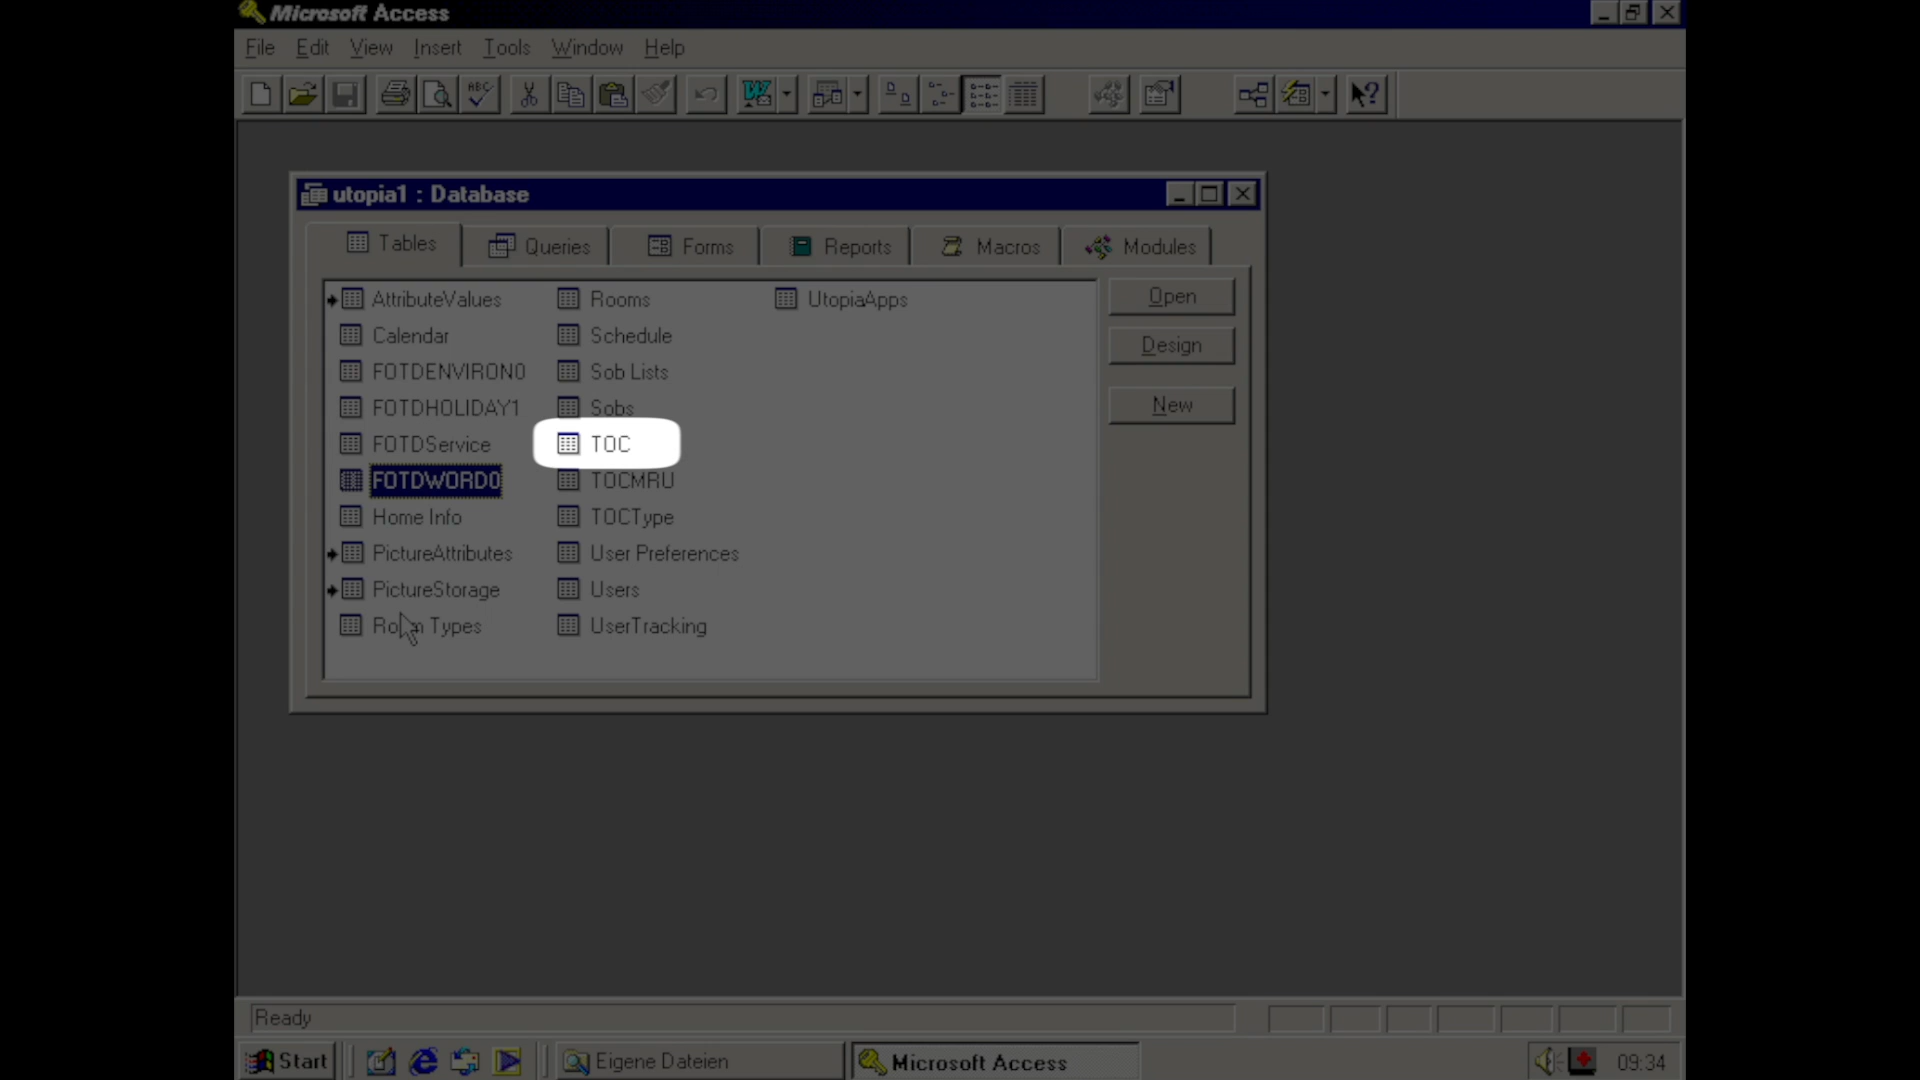 Microsoft Access
File Edit View Insert Tools Window Help
ABC
W
?
utopia1 : Database
Tables Queries Forms Reports Macros Modules
AttributeValues Rooms UtopiaApps Open
Calendar Schedule Design
FOTDENVIRON0 Sob Lists
FOTDHOLIDAY1 Sobs New
FOTDService TOC
FOTDWORD0 TOCMRU
Home Info TOCType
PictureAttributes User Preferences
PictureStorage Users
Room Types UserTracking
Ready
Start Eigene Dateien Microsoft Access 09:34